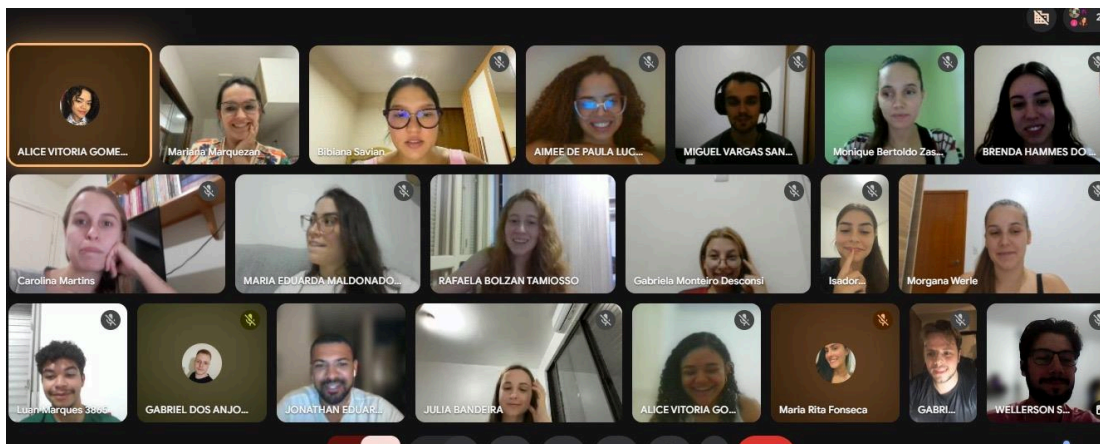 2
ALICE VITORIA GOME...
Mariana Marquezan
Bibiana Savian
AIMEE DE PAULA LUC...
MIGUEL VARGAS SAN...
Monique Bertoldo Zas...
BRENDA HAMMES DO
Carolina Martins
MARIA EDUARDA MALDONADO...
RAFAELA BOLZAN TAMIOSSO
Gabriela Monteiro Desconsi
Isador...
Morgana Werle
Luan Marques 3865
GABRIEL DOS ANJO...
JONATHAN EDUAR...
JULIA BANDEIRA
ALICE VITORIA GO...
Maria Rita Fonseca
GABRI...
WELLERSON S...